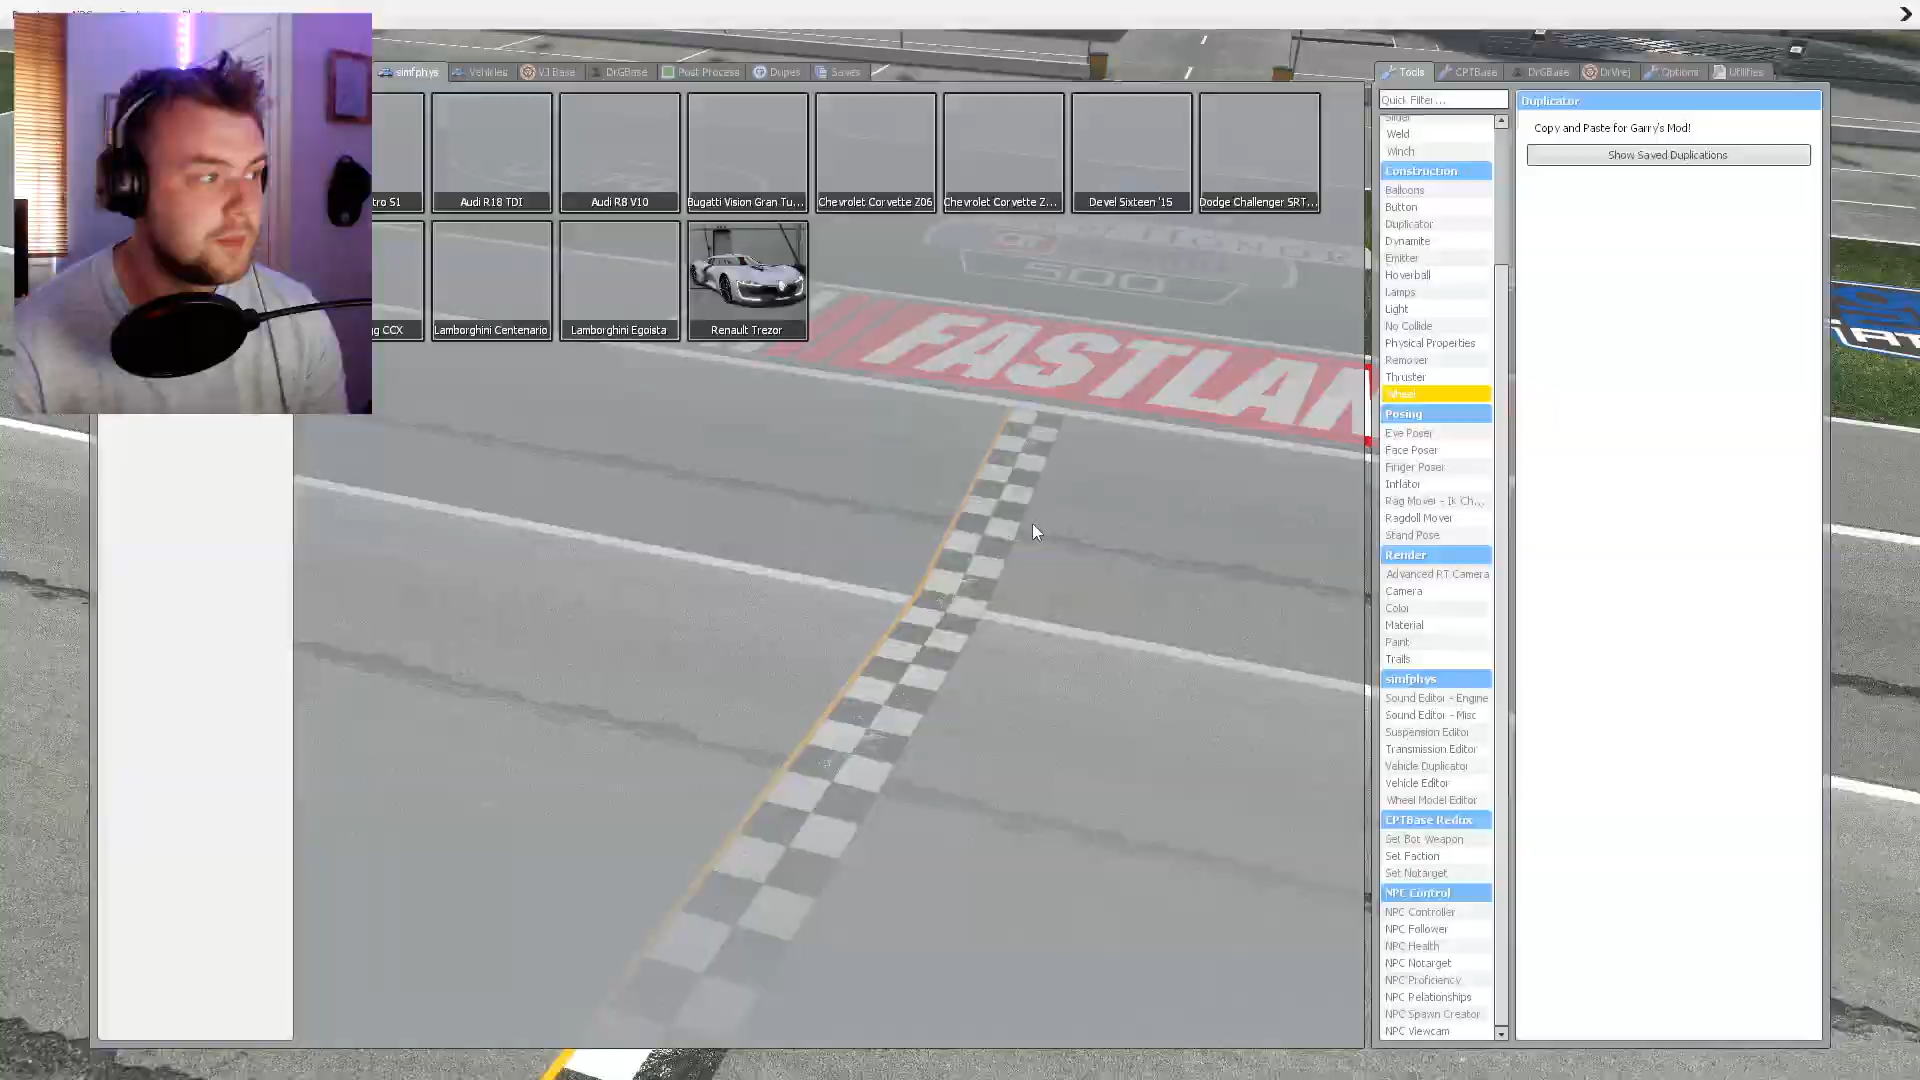 simfphys
Vehicles
VJ Base
DrGBase
Post Process
Dupes
Saves
tro S1
Audi R18 TDI
Audi R8 V10
Bugatti Vision Gran Tu...
Chevrolet Corvette Z06
Chevrolet Corvette Z...
Devel Sixteen '15
Dodge Challenger SRT...
g CCX
Lamborghini Centenario
Lamborghini Egoista
Renault Trezor
500
FASTLAN
Tools
CPTBase
DrGBase
DrVrej
Options
Utilities
Quick Filter...
Slider
Weld
Winch
Construction
Balloons
Button
Duplicator
Dynamite
Emitter
Hoverball
Lamps
Light
No Collide
Physical Properties
Remover
Thruster
Wheel
Posing
Eye Poser
Face Poser
Finger Poser
Inflator
Rag Mover - Ik Ch...
Ragdoll Mover
Stand Pose
Render
Advanced RT Camera
Camera
Color
Material
Paint
Trails
simfphys
Sound Editor - Engine
Sound Editor - Misc
Suspension Editor
Transmission Editor
Vehicle Duplicator
Vehicle Editor
Wheel Model Editor
CPTBase Redux
Set Bot Weapon
Set Faction
Set Notarget
NPC Control
NPC Controller
NPC Follower
NPC Health
NPC Notarget
NPC Proficiency
NPC Relationships
NPC Spawn Creator
NPC Viewcam
Duplicator
Copy and Paste for Garry's Mod!
Show Saved Duplications